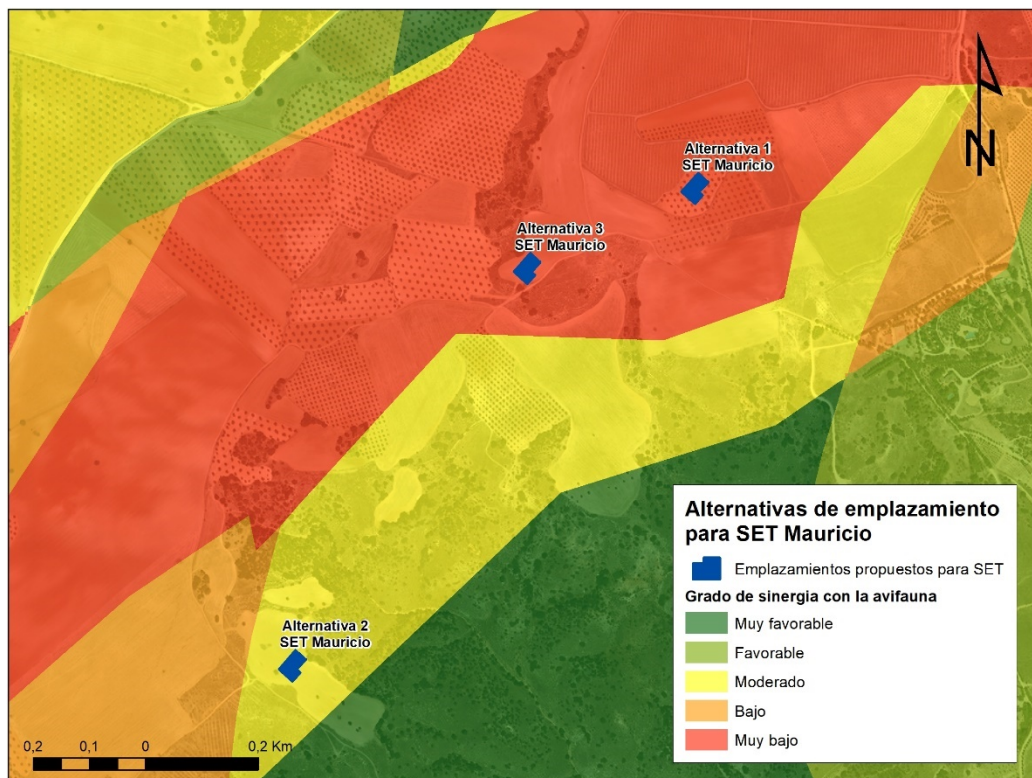 Alternativa 1
SET Mauricio
Alternativa 3
SET Mauricio
N
Alternativa 2
SET Mauricio
Alternativas de emplazamiento
para SET Mauricio
Emplazamientos propuestos para SET
Grado de sinergia con la avifauna
Muy favorable
Favorable
Moderado
Bajo
Muy bajo
0,2 0,1 0 0,2 Km